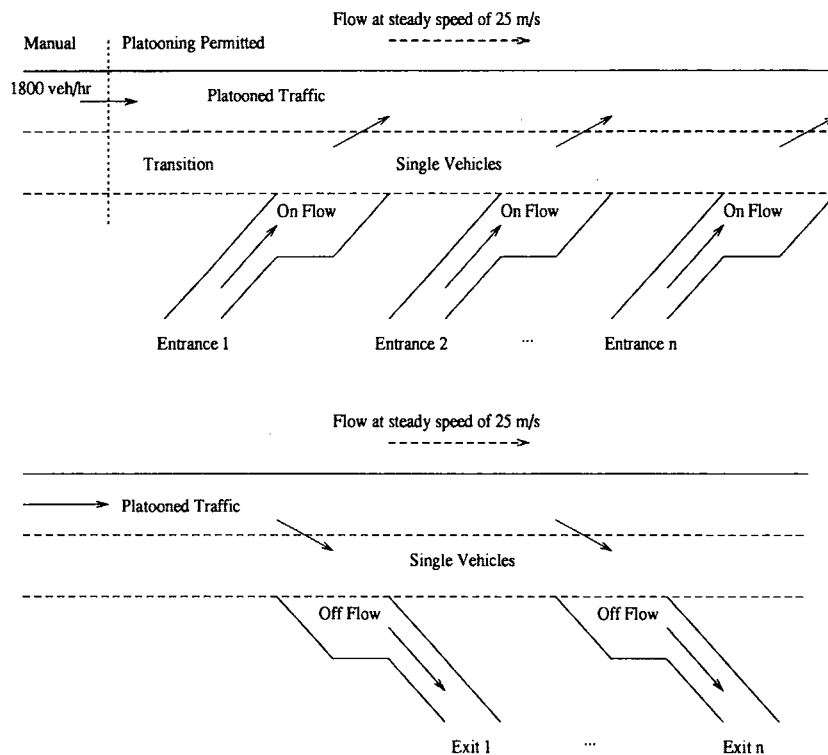 Flow at steady speed of 25 m/s
Manual
Platooning Permitted
1800 veh/hr
Platooned Traffic
Transition
Single Vehicles
On Flow
On Flow
On Flow
Entrance 1
Entrance 2
...
Entrance n
Flow at steady speed of 25 m/s
Platooned Traffic
Single Vehicles
Off Flow
Off Flow
Exit 1
...
Exit n